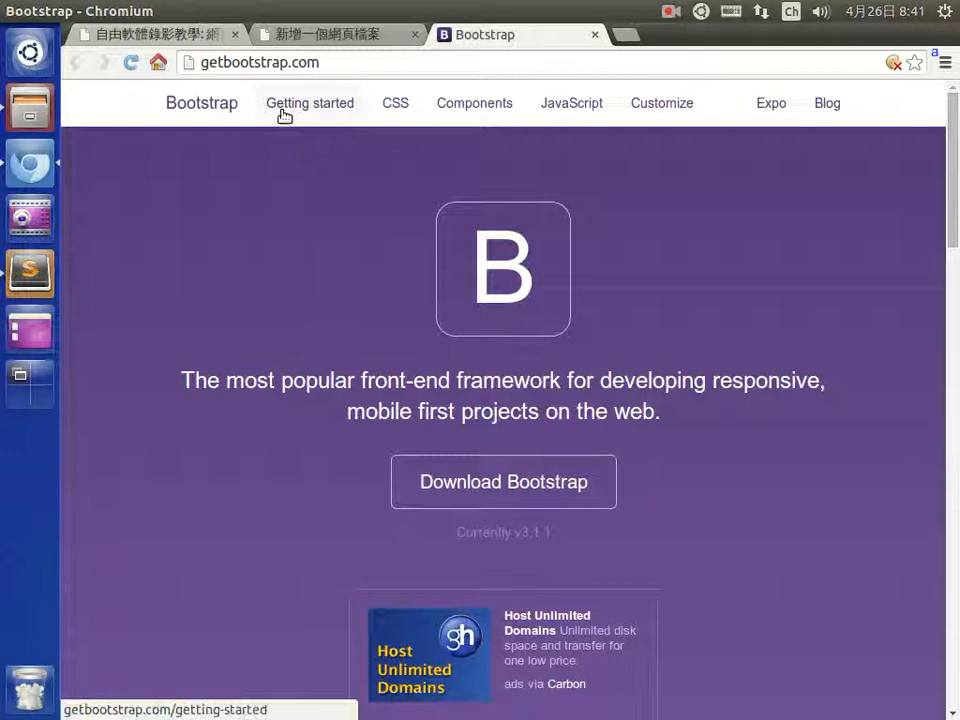 Bootstrap - Chromium
Ch
4月26日 8:41
自由軟體錄影教學: 網
新增一個網頁檔案
B Bootstrap
getbootstrap.com
a
Bootstrap
Getting started
CSS
Components
JavaScript
Customize
Expo
Blog
B
The most popular front-end framework for developing responsive,
mobile first projects on the web.
Download Bootstrap
Currently v3.1.1
gh
Host
Unlimited
Domains
Host Unlimited
Domains Unlimited disk
space and transfer for
one low price.
ads via Carbon
S
getbootstrap.com/getting-started